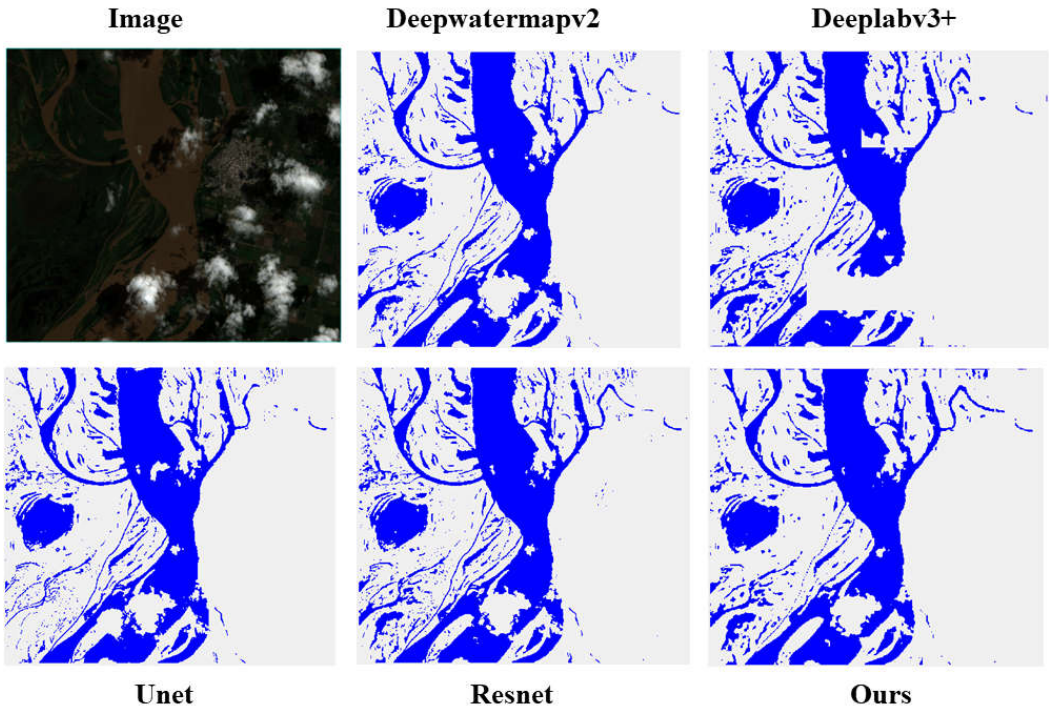 Image
Deepwatermapv2
Deeplabv3+
Unet
Resnet
Ours